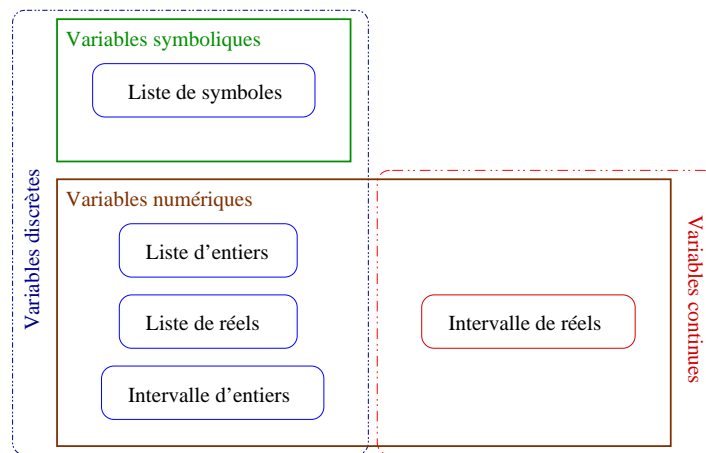 Variables symboliques
Liste de symboles
Variables discrètes
Variables numériques
Liste d'entiers
Liste de réels
Intervalle d'entiers
Intervalle de réels
Variables continues